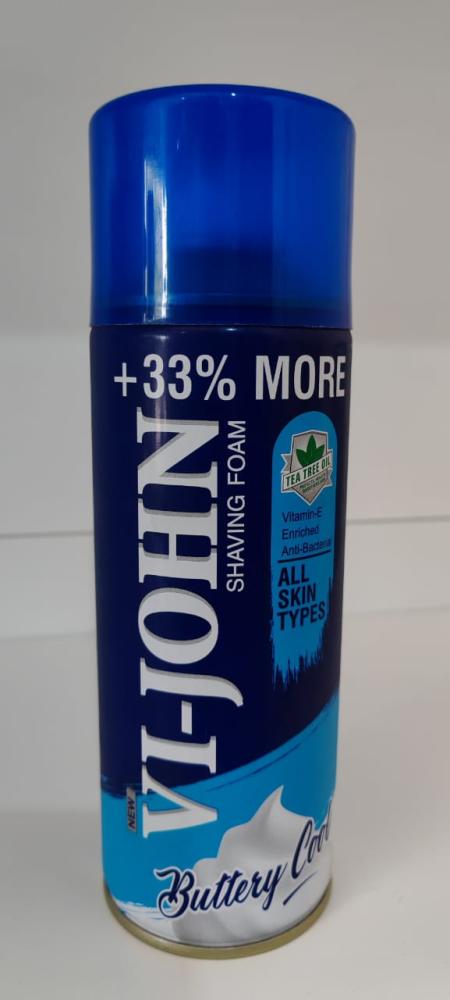 +33% MORE
VI-JOHN
SHAVING FOAM
TEA TREE OIL
Vitamin-E
Enriched
Anti-Bacterial
ALL
SKIN
TYPES
NEW
Buttery Cool